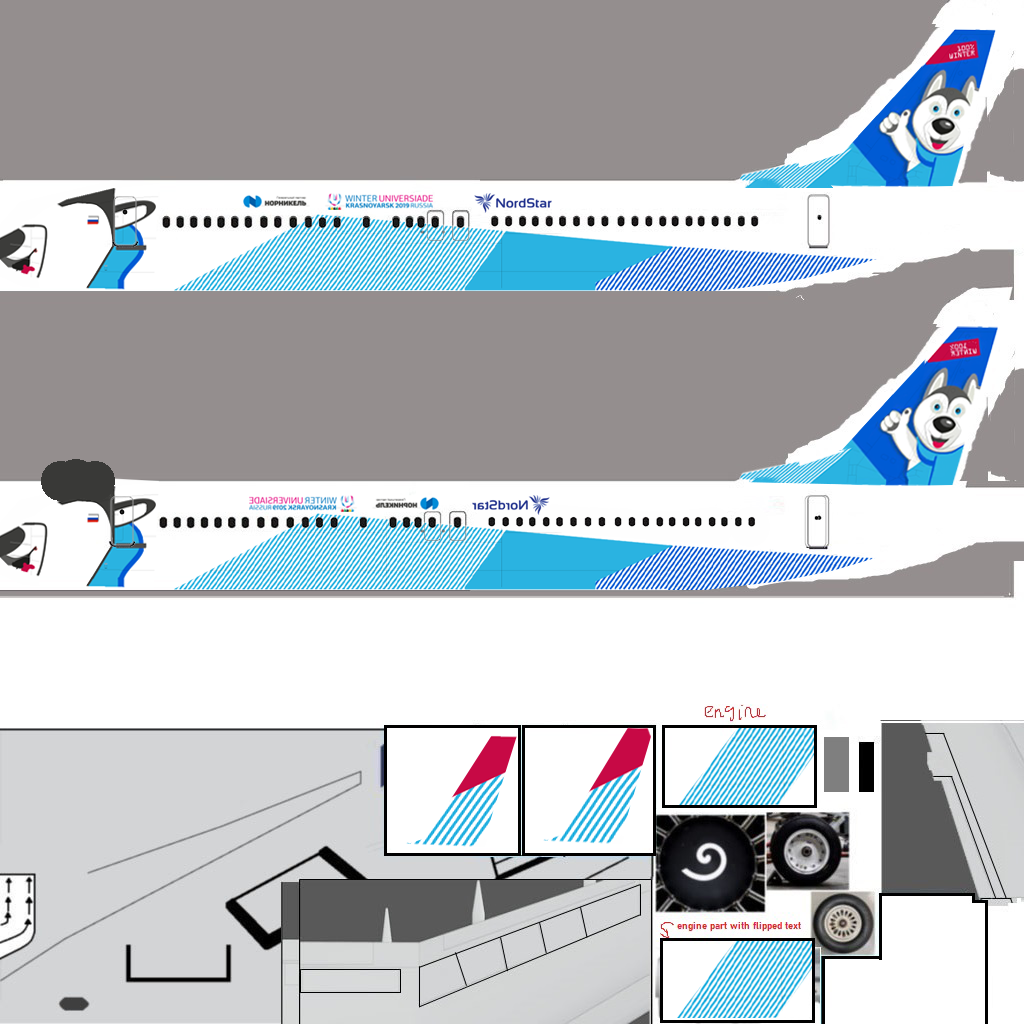 100%
WINTER
НОРНИКЕЛЬ
WINTER UNIVERSIADE
KRASNOYARSK 2019 RUSSIA
NordStar
100%
WINTER
WINTER UNIVERSIADE
KRASNOYARSK 2019 RUSSIA
НОРНИКЕЛЬ
NordStar
engine
engine part with flipped text